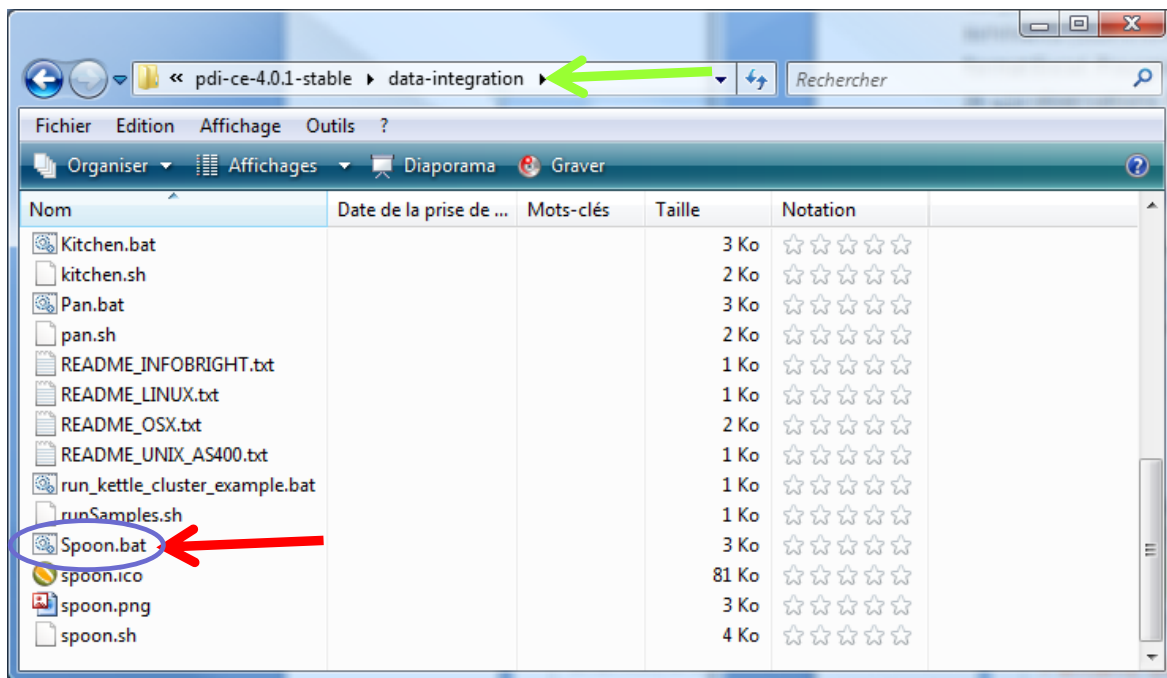 « pdi-ce-4.0.1-stable data-integration Rechercher
Fichier Edition Affichage Outils ?
Organiser Affichages Diaporama Graver ?
Nom Date de la prise de ... Mots-clés Taille Notation
Kitchen.bat 3 Ko
kitchen.sh 2 Ko
Pan.bat 3 Ko
pan.sh 2 Ko
README_INFOBRIGHT.txt 1 Ko
README_LINUX.txt 1 Ko
README_OSX.txt 2 Ko
README_UNIX_AS400.txt 1 Ko
run_kettle_cluster_example.bat 1 Ko
runSamples.sh 1 Ko
Spoon.bat 3 Ko
spoon.ico 81 Ko
spoon.png 3 Ko
spoon.sh 4 Ko